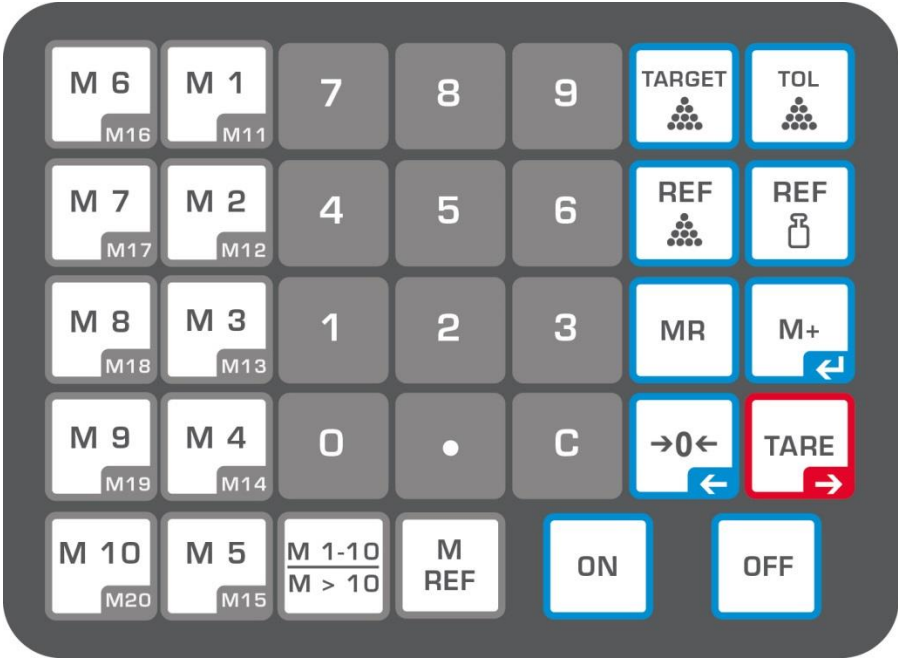 M 6 M 1 7 8 9 TARGET TOL
M16 M11
M 7 M 2 4 5 6 REF REF
M17 M12
M 8 M 3 1 2 3 MR M+
M18 M13
M 9 M 4 0 . C →0← TARE
M19 M14 ← →
M 10 M 5 M 1-10 M ON OFF
M > 10 REF
M20 M15